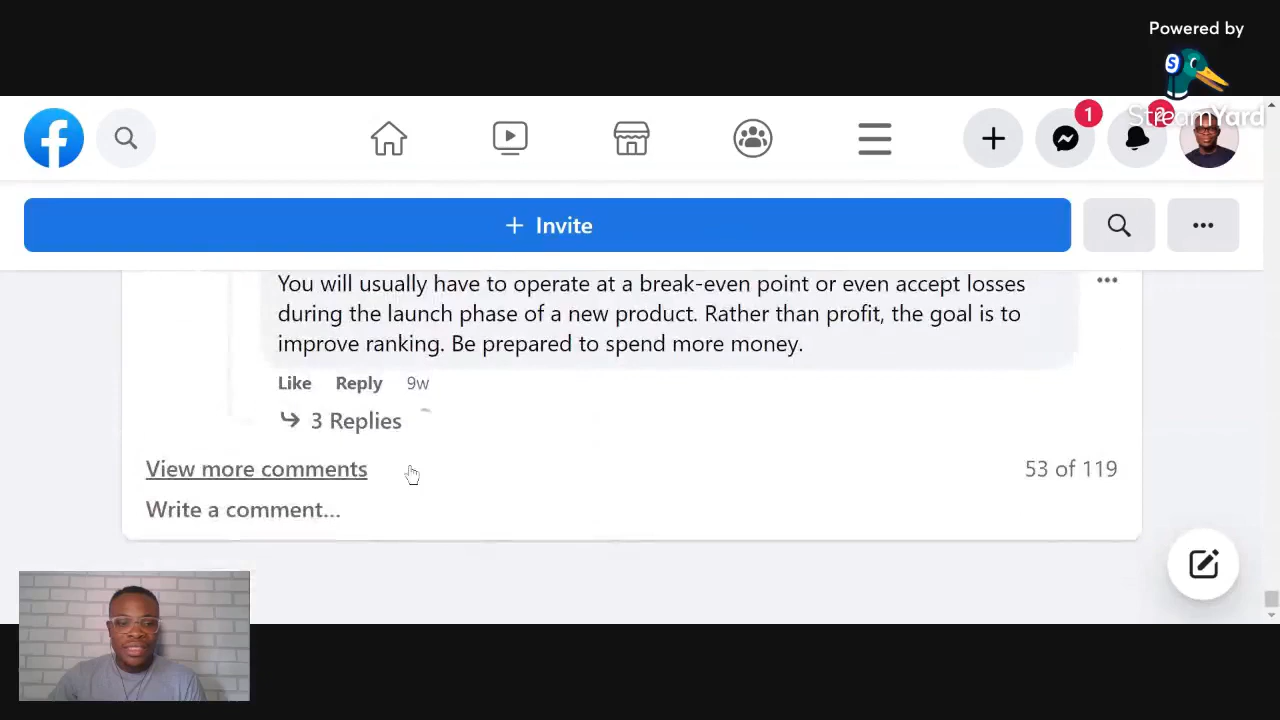 Powered by
S
StreamYard
1
2
+ Invite
You will usually have to operate at a break-even point or even accept losses
during the launch phase of a new product. Rather than profit, the goal is to
improve ranking. Be prepared to spend more money.
Like Reply 9w
3 Replies
View more comments 53 of 119
Write a comment...